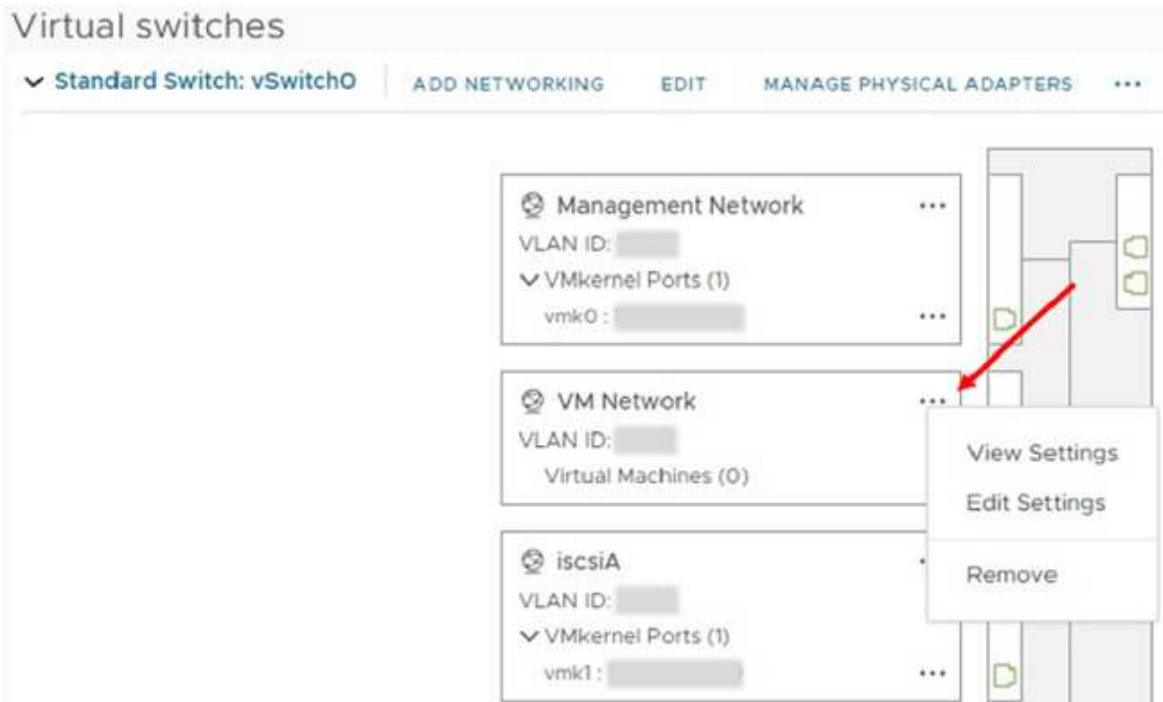 Virtual switches
Standard Switch: vSwitch0 ADD NETWORKING EDIT MANAGE PHYSICAL ADAPTERS ...
Management Network ...
VLAN ID:
VMkernel Ports (1)
vmk0 : ...
VM Network ...
VLAN ID:
Virtual Machines (0)
View Settings
Edit Settings
Remove
iscsiA
VLAN ID:
VMkernel Ports (1)
vmk1 : ...